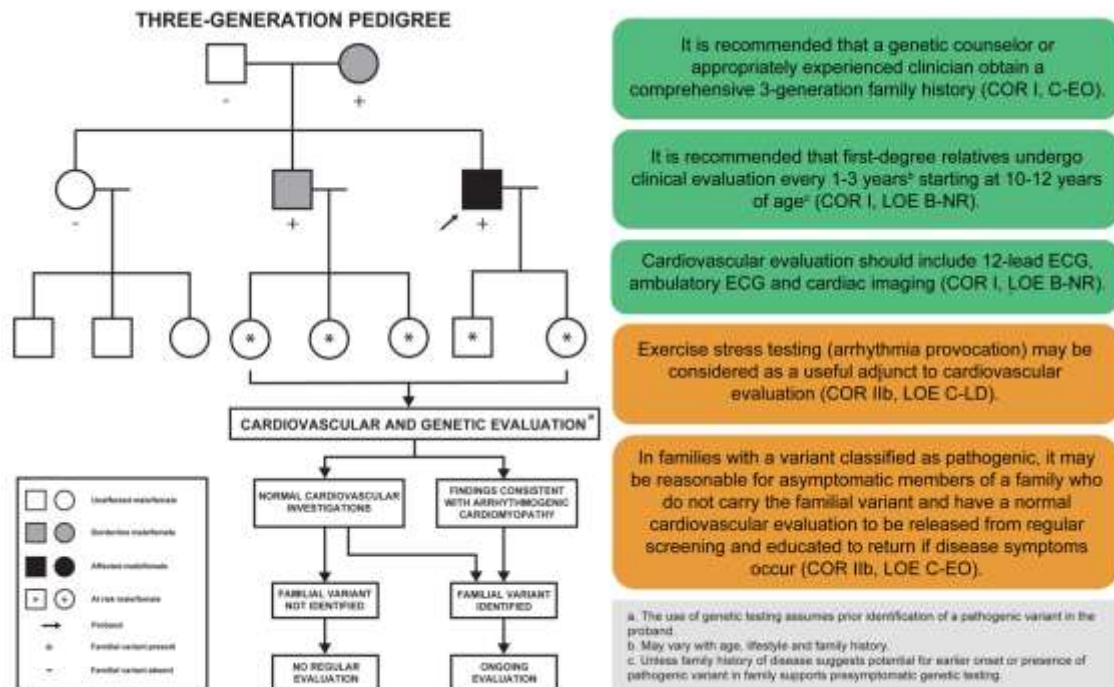 THREE-GENERATION PEDIGREE
-
+
-
+
+
*
*
*
*
*
CARDIOVASCULAR AND GENETIC EVALUATION a
NORMAL CARDIOVASCULAR
INVESTIGATIONS
FINDINGS CONSISTENT
WITH ARRHYTHMOGENIC
CARDIOMYOPATHY
FAMILIAL VARIANT
NOT IDENTIFIED
FAMILIAL VARIANT
IDENTIFIED
NO REGULAR
EVALUATION
ONGOING
EVALUATION
Unaffected male/female
Borderline male/female
Affected male/female
* *
At risk male/female
Proband
+ Familial variant present
- Familial variant absent
It is recommended that a genetic counselor or
appropriately experienced clinician obtain a
comprehensive 3-generation family history (COR I, C-EO).
It is recommended that first-degree relatives undergo
clinical evaluation every 1-3 years b starting at 10-12 years
of age c (COR I, LOE B-NR).
Cardiovascular evaluation should include 12-lead ECG,
ambulatory ECG and cardiac imaging (COR I, LOE B-NR).
Exercise stress testing (arrhythmia provocation) may be
considered as a useful adjunct to cardiovascular
evaluation (COR IIb, LOE C-LD).
In families with a variant classified as pathogenic, it may
be reasonable for asymptomatic members of a family who
do not carry the familial variant and have a normal
cardiovascular evaluation to be released from regular
screening and educated to return if disease symptoms
occur (COR IIb, LOE C-EO).
a. The use of genetic testing assumes prior identification of a pathogenic variant in the
proband.
b. May vary with age, lifestyle and family history.
c. Unless family history of disease suggests potential for earlier onset or presence of
pathogenic variant in family supports presymptomatic genetic testing.